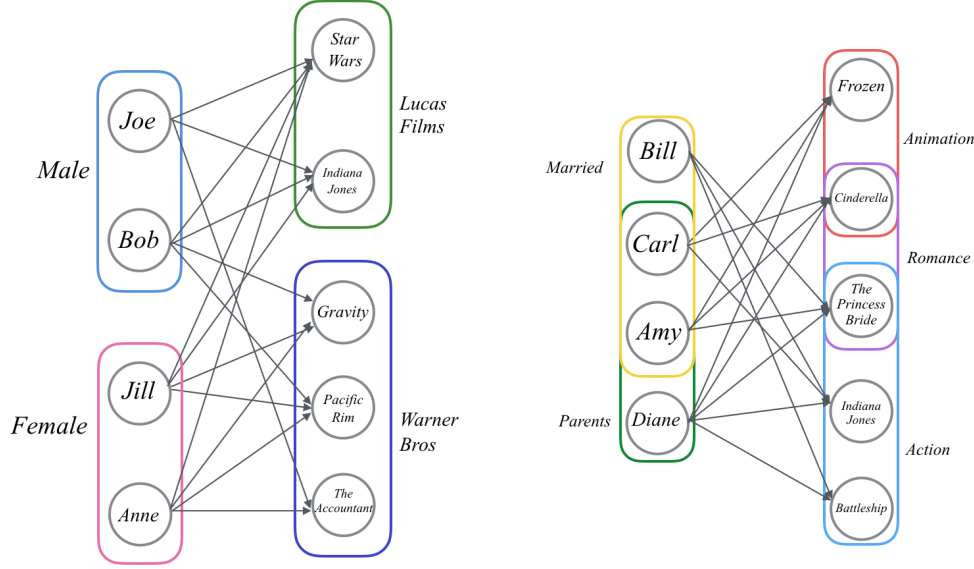 Male
Joe
Bob
Female
Jill
Anne
Star
Wars
Indiana
Jones
Lucas
Films
Gravity
Pacific
Rim
The
Accountant
Warner
Bros
Married
Bill
Carl
Amy
Parents
Diane
Frozen
Animation
Cinderella
Romance
The
Princess
Bride
Indiana
Jones
Action
Battleship